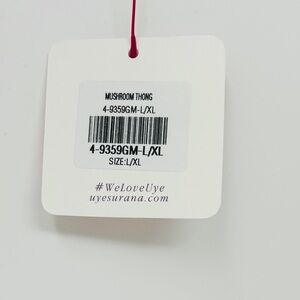 MUSHROOM THONG
4-9359GM-L/XL
4-9359GM-L/XL
SIZE:L/XL
#WeLoveUye
uyesurana.com